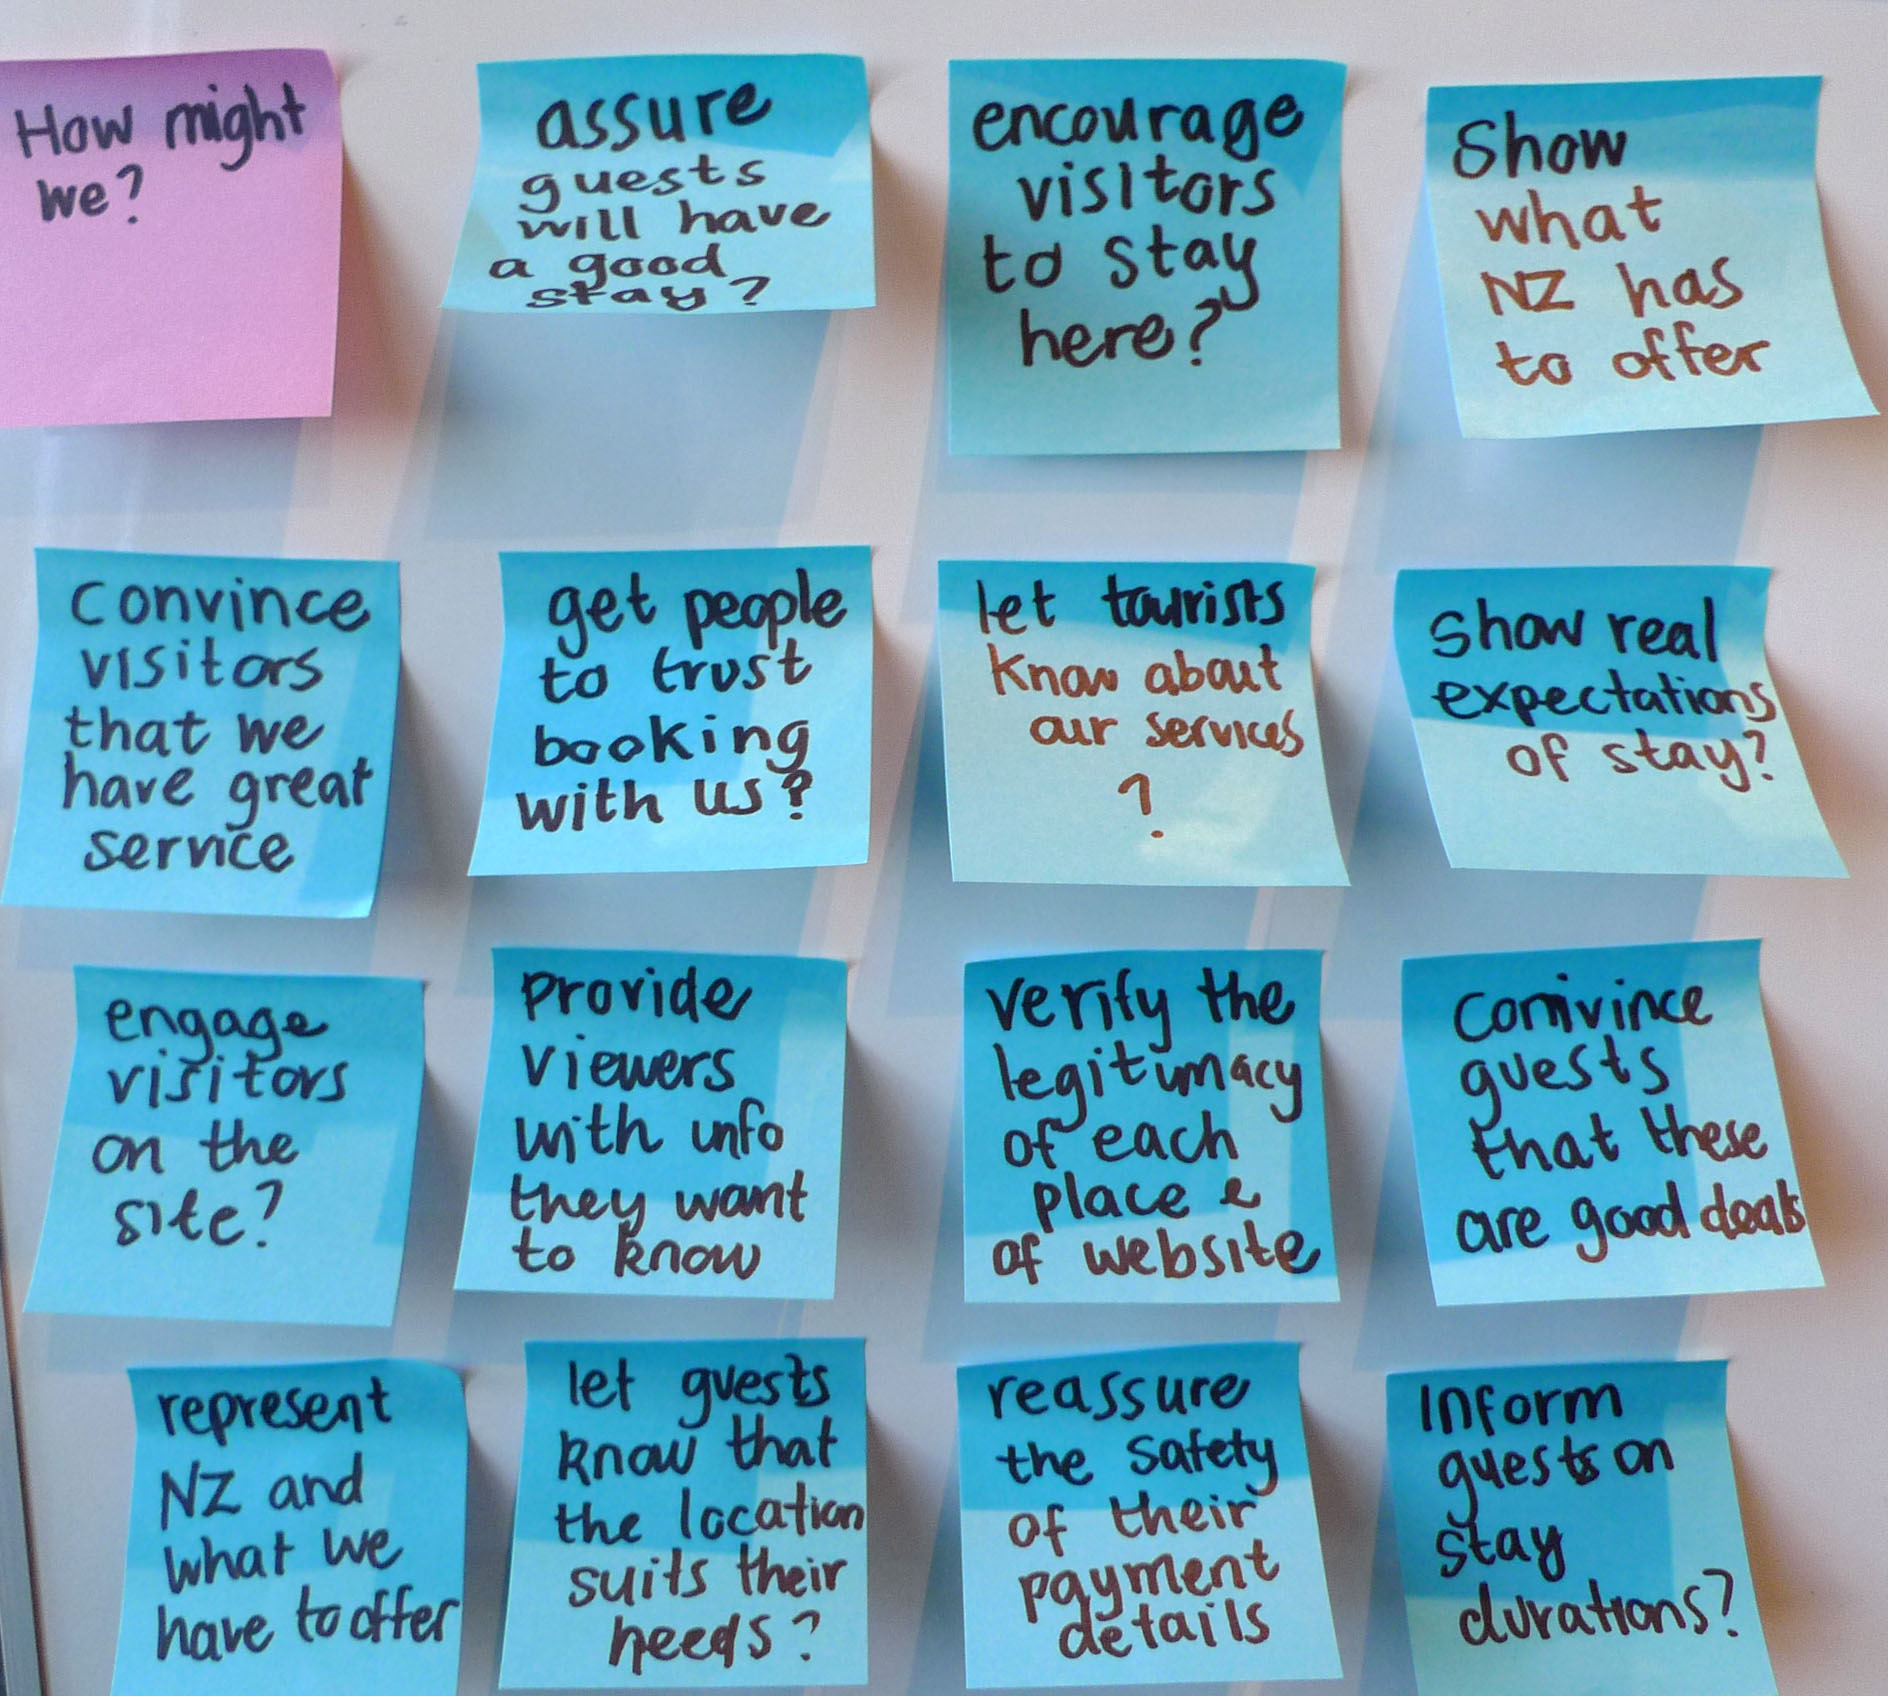 How might
we?
assure
guests
will have
a good
stay?
encourage
visitors
to stay
here?
Show
what
NZ has
to offer
convince
visitors
that we
have great
service
get people
to trust
booking
with us?
let tourists
know about
our services
?
Show real
expectations
of stay?
engage
visitors
on the
site?
provide
viewers
with info
they want
to know
verify the
legitimacy
of each
place &
of website
convince
guests
that these
are good deals
represent
NZ and
what we
have to offer
let guests
know that
the location
suits their
needs?
reassure
the safety
of their
payment
details
Inform
guests on
stay
durations?